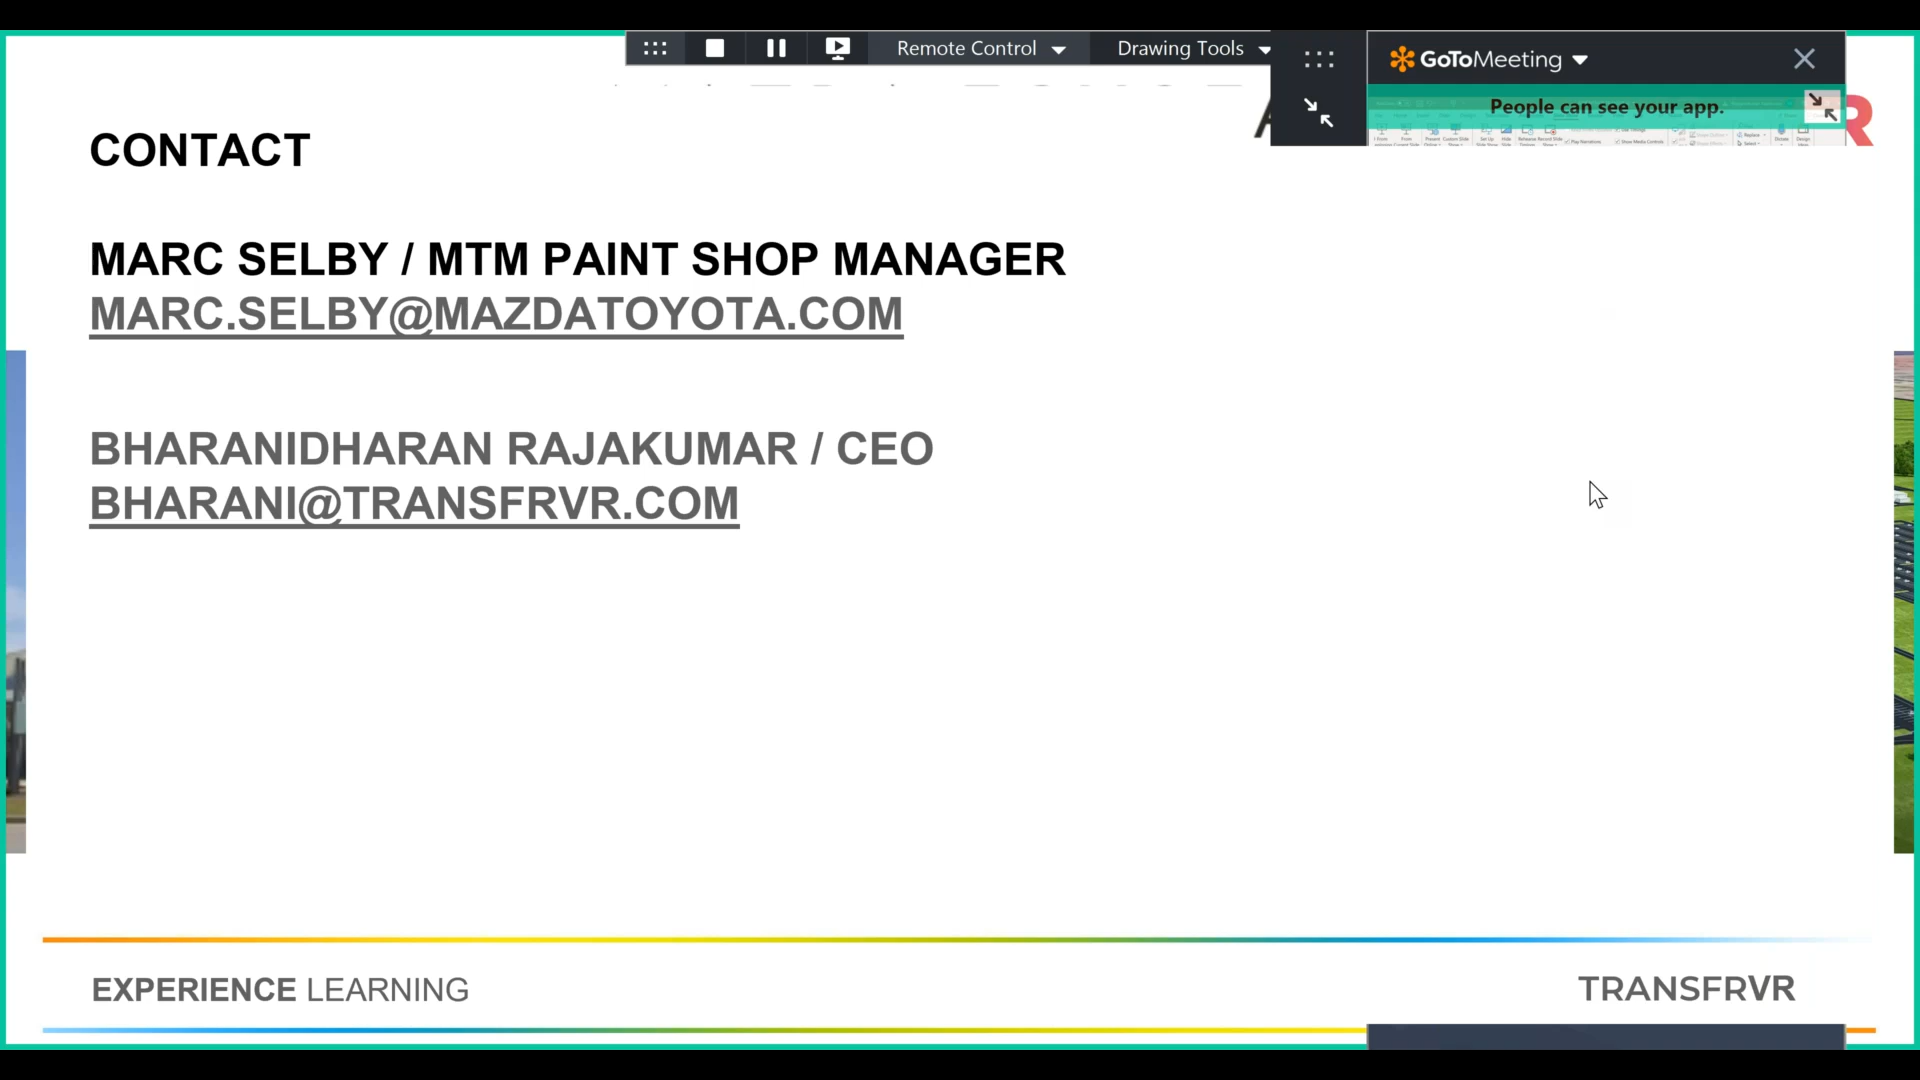 Remote Control
Drawing Tools
GoToMeeting
People can see your app.
R
CONTACT
MARC SELBY / MTM PAINT SHOP MANAGER
MARC.SELBY@MAZDATOYOTA.COM
BHARANIDHARAN RAJAKUMAR / CEO
BHARANI@TRANSFRVR.COM
EXPERIENCE LEARNING
TRANSFRVR